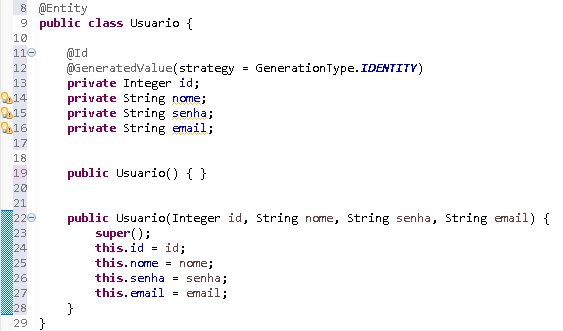 8 @Entity
9 public class Usuario {
10
11 @Id
12 @GeneratedValue(strategy = GenerationType.IDENTITY)
13 private Integer id;
14 private String nome;
15 private String senha;
16 private String email;
17
18
19 public Usuario() { }
20
21
22 public Usuario(Integer id, String nome, String senha, String email) {
23 super();
24 this.id = id;
25 this.nome = nome;
26 this.senha = senha;
27 this.email = email;
28 }
29 }